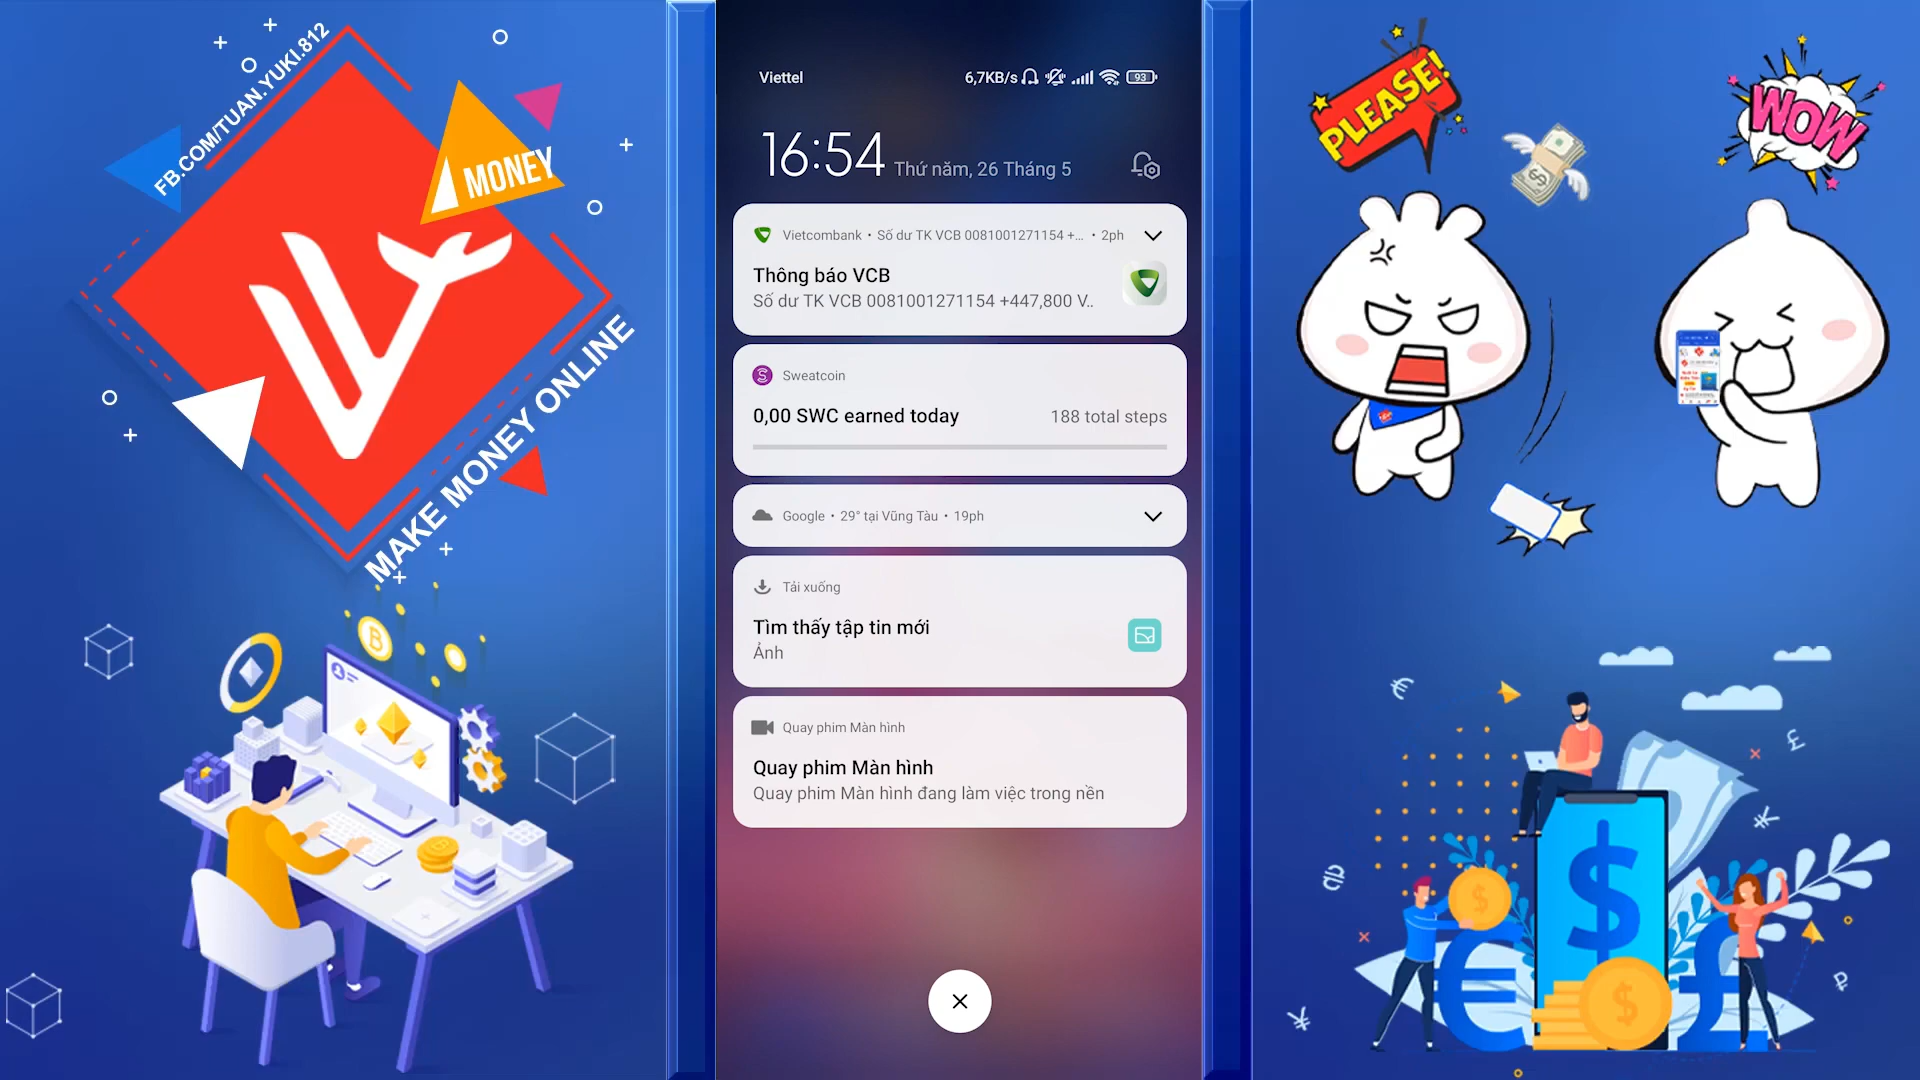 FB.COM/TUAN.YUKI.812
MONEY
MAKE MONEY ONLINE
Viettel
6,7KB/s
93
16:54
Thứ năm, 26 Tháng 5
Vietcombank • Số dư TK VCB 0081001271154 +... • 2ph
Thông báo VCB
Số dư TK VCB 0081001271154 +447,800 V..
Sweatcoin
0,00 SWC earned today
188 total steps
Google • 29° tại Vũng Tàu • 19ph
Tải xuống
Tìm thấy tập tin mới
Ảnh
Quay phim Màn hình
Quay phim Màn hình
Quay phim Màn hình đang làm việc trong nền
PLEASE!
WOW